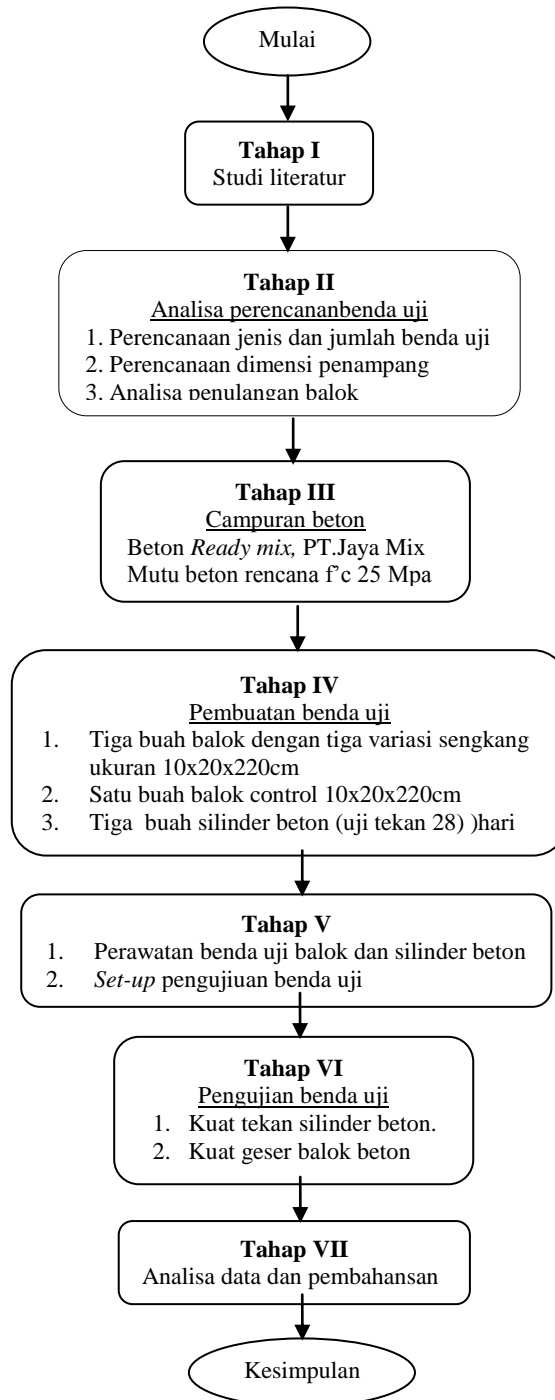 Mulai
Tahap I
Studi literatur
Tahap II
Analisa perencananbenda uji
1. Perencanaan jenis dan jumlah benda uji
2. Perencanaan dimensi penampang
3. Analisa penulangan balok
Tahap III
Campuran beton
Beton Ready mix, PT.Jaya Mix
Mutu beton rencana f’c 25 Mpa
Tahap IV
Pembuatan benda uji
1. Tiga buah balok dengan tiga variasi sengkang
ukuran 10x20x220cm
2. Satu buah balok control 10x20x220cm
3. Tiga buah silinder beton (uji tekan 28) )hari
Tahap V
1. Perawatan benda uji balok dan silinder beton
2. Set-up pengujiuan benda uji
Tahap VI
Pengujian benda uji
1. Kuat tekan silinder beton.
2. Kuat geser balok beton
Tahap VII
Analisa data dan pembahansan
Kesimpulan